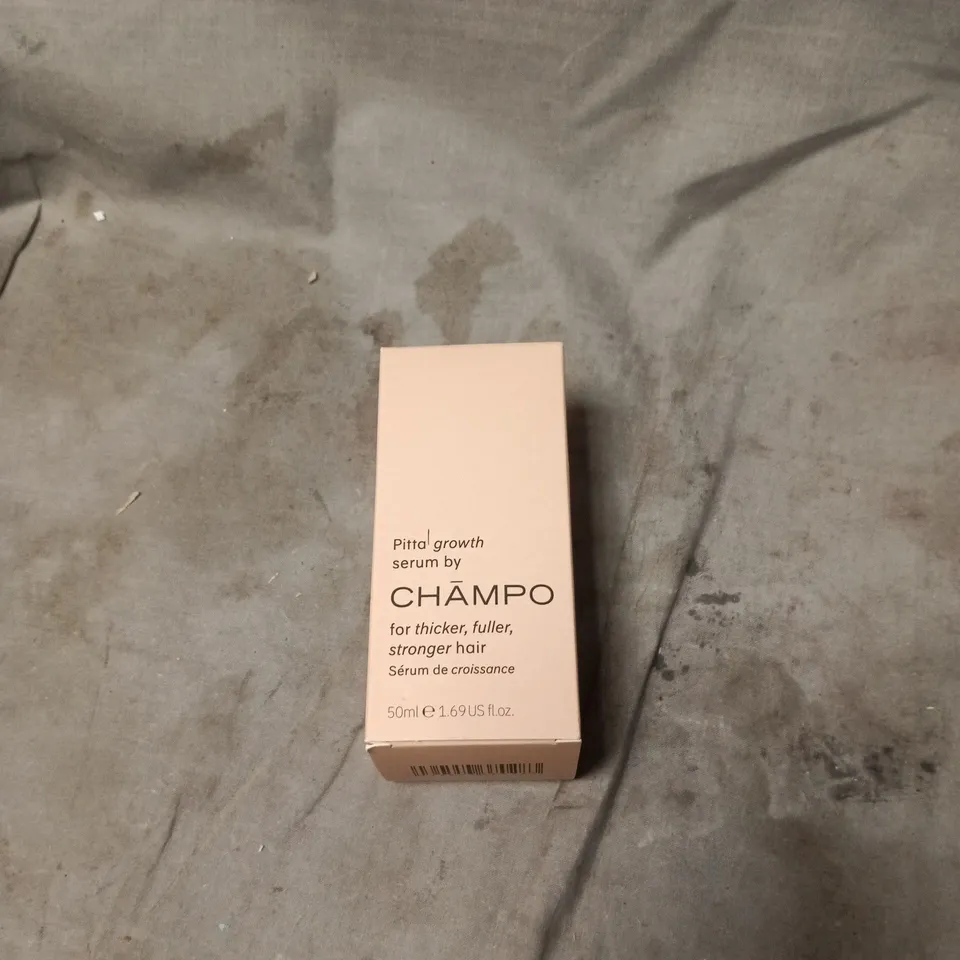 Pitta growth
serum by
CHĀMPO
for thicker, fuller,
stronger hair
Sérum de croissance
50ml ℮ 1.69 US fl.oz.